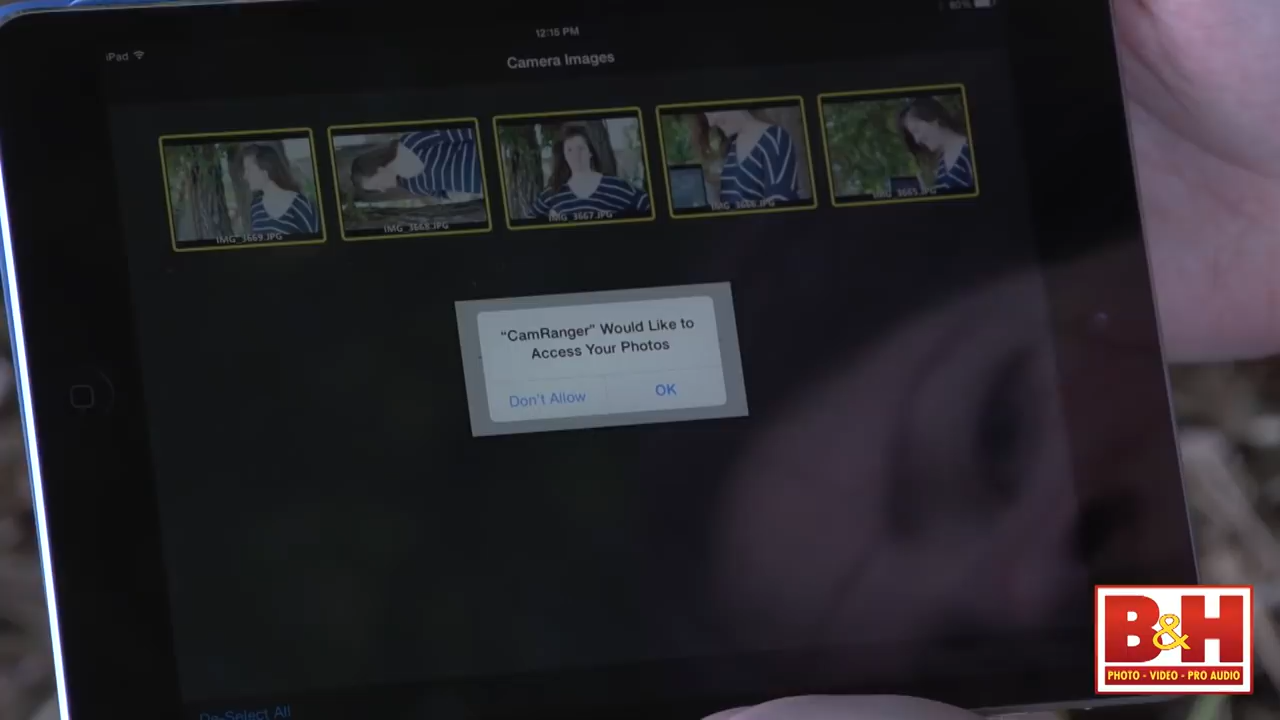 iPad
12:15 PM
80%
Camera Images
IMG_3669.JPG
IMG_3668.JPG
IMG_3667.JPG
IMG_3666.JPG
IMG_3665.JPG
“CamRanger” Would Like to
Access Your Photos
Don't Allow
OK
De-Select All
B&H
PHOTO - VIDEO - PRO AUDIO